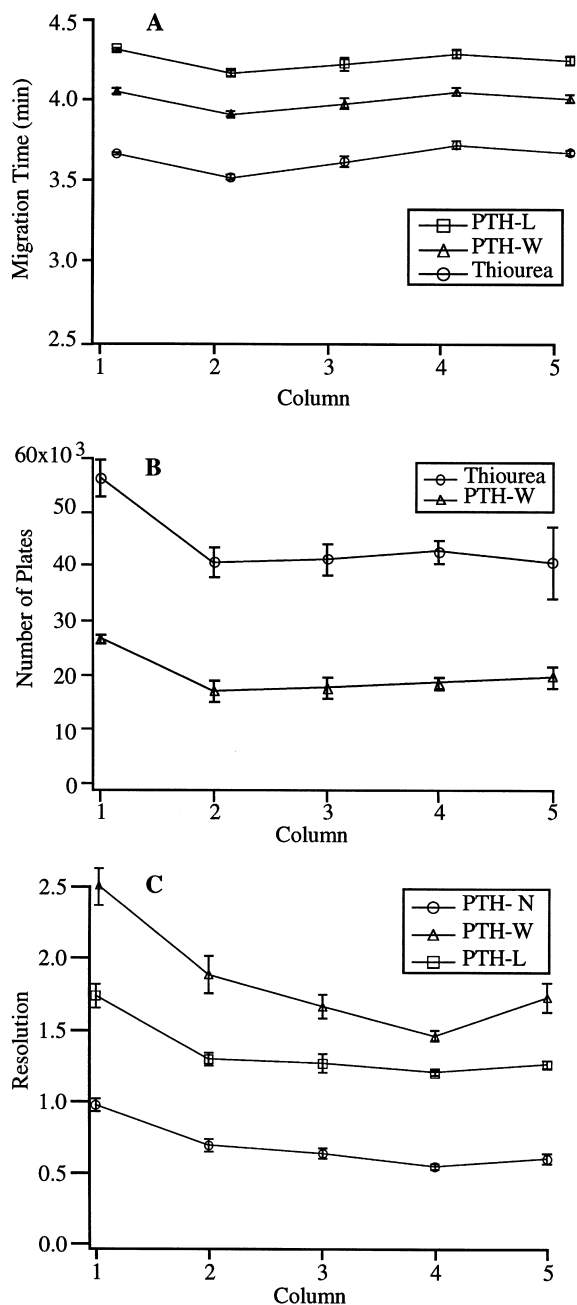 A
4.5
4.0
3.5
3.0
2.5
Migration Time (min)
PTH-L
PTH-W
Thiourea
1 2 3 4 5
Column
B
60x10³
50
40
30
20
10
0
Number of Plates
Thiourea
PTH-W
1 2 3 4 5
Column
C
2.5
2.0
1.5
1.0
0.5
0.0
Resolution
PTH- N
PTH-W
PTH-L
1 2 3 4 5
Column